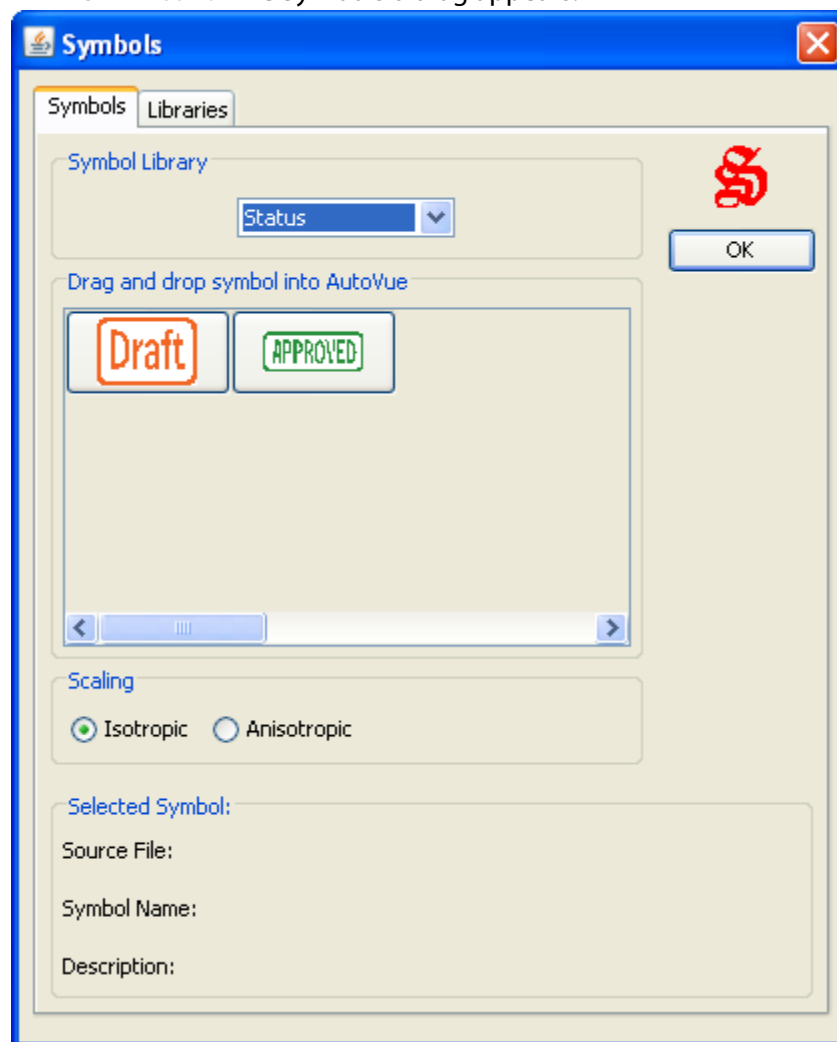 Symbols
Symbols Libraries
Symbol Library
S
Status
OK
Drag and drop symbol into AutoVue
Draft APPROVED
Scaling
Isotropic Anisotropic
Selected Symbol:
Source File:
Symbol Name:
Description: